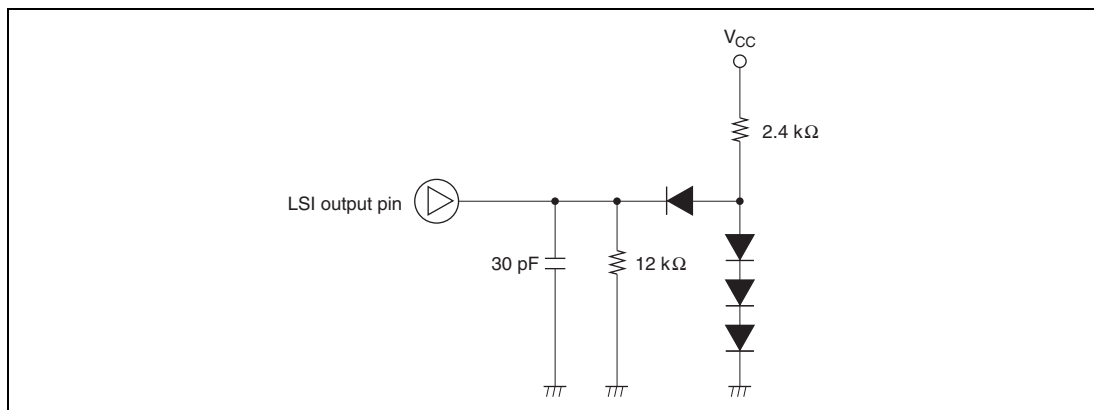 V_CC
2.4 kΩ
LSI output pin
30 pF
12 kΩ